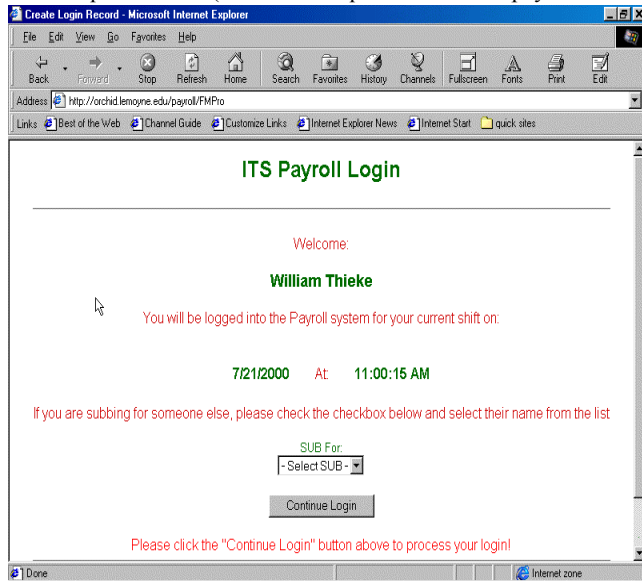 Create Login Record - Microsoft Internet Explorer
File Edit View Go Favorites Help
Back Forward Stop Refresh Home Search Favorites History Channels Fullscreen Fonts Print Edit
Address http://orchid.lemoyne.edu/payroll/FMPro
Links Best of the Web Channel Guide Customize Links Internet Explorer News Internet Start quick sites
ITS Payroll Login
Welcome:
William Thieke
You will be logged into the Payroll system for your current shift on:
7/21/2000 At: 11:00:15 AM
If you are subbing for someone else, please check the checkbox below and select their name from the list
SUB For:
- Select SUB -
Continue Login
Please click the "Continue Login" button above to process your login!
Done Internet zone